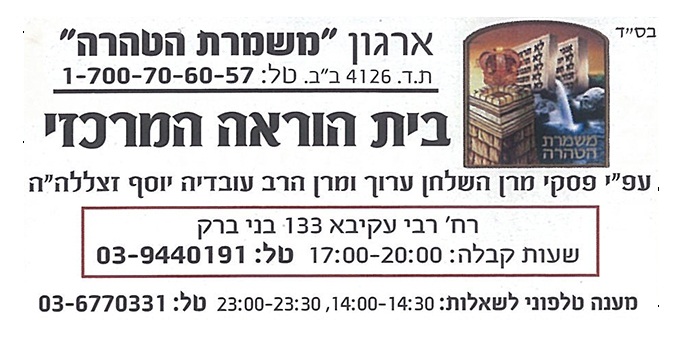 בס"ד
ארגון "משמרת הטהרה"
ת.ד. 4126 ב"ב. טל: 1-700-70-60-57
משמרת
הטהרה
בית הוראה המרכזי
עפ"י פסקי מרן השלחן ערוך ומרן הרב עובדיה יוסף זצללה"ה
רח' רבי עקיבא 133 בני ברק
שעות קבלה: 17:00-20:00 טל: 03-9440191
מענה טלפוני לשאלות: 14:00-14:30, 23:00-23:30 טל: 03-6770331